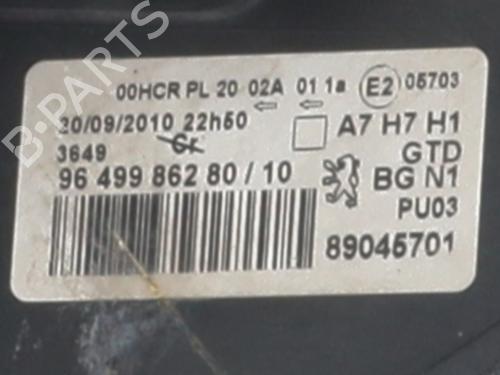 00HCR PL 20 02A 01 1a E2 05703
20/09/2010 22h50
A7 H7 H1
3649
GTD
96 499 862 80/10
BG N1
PU03
89045701